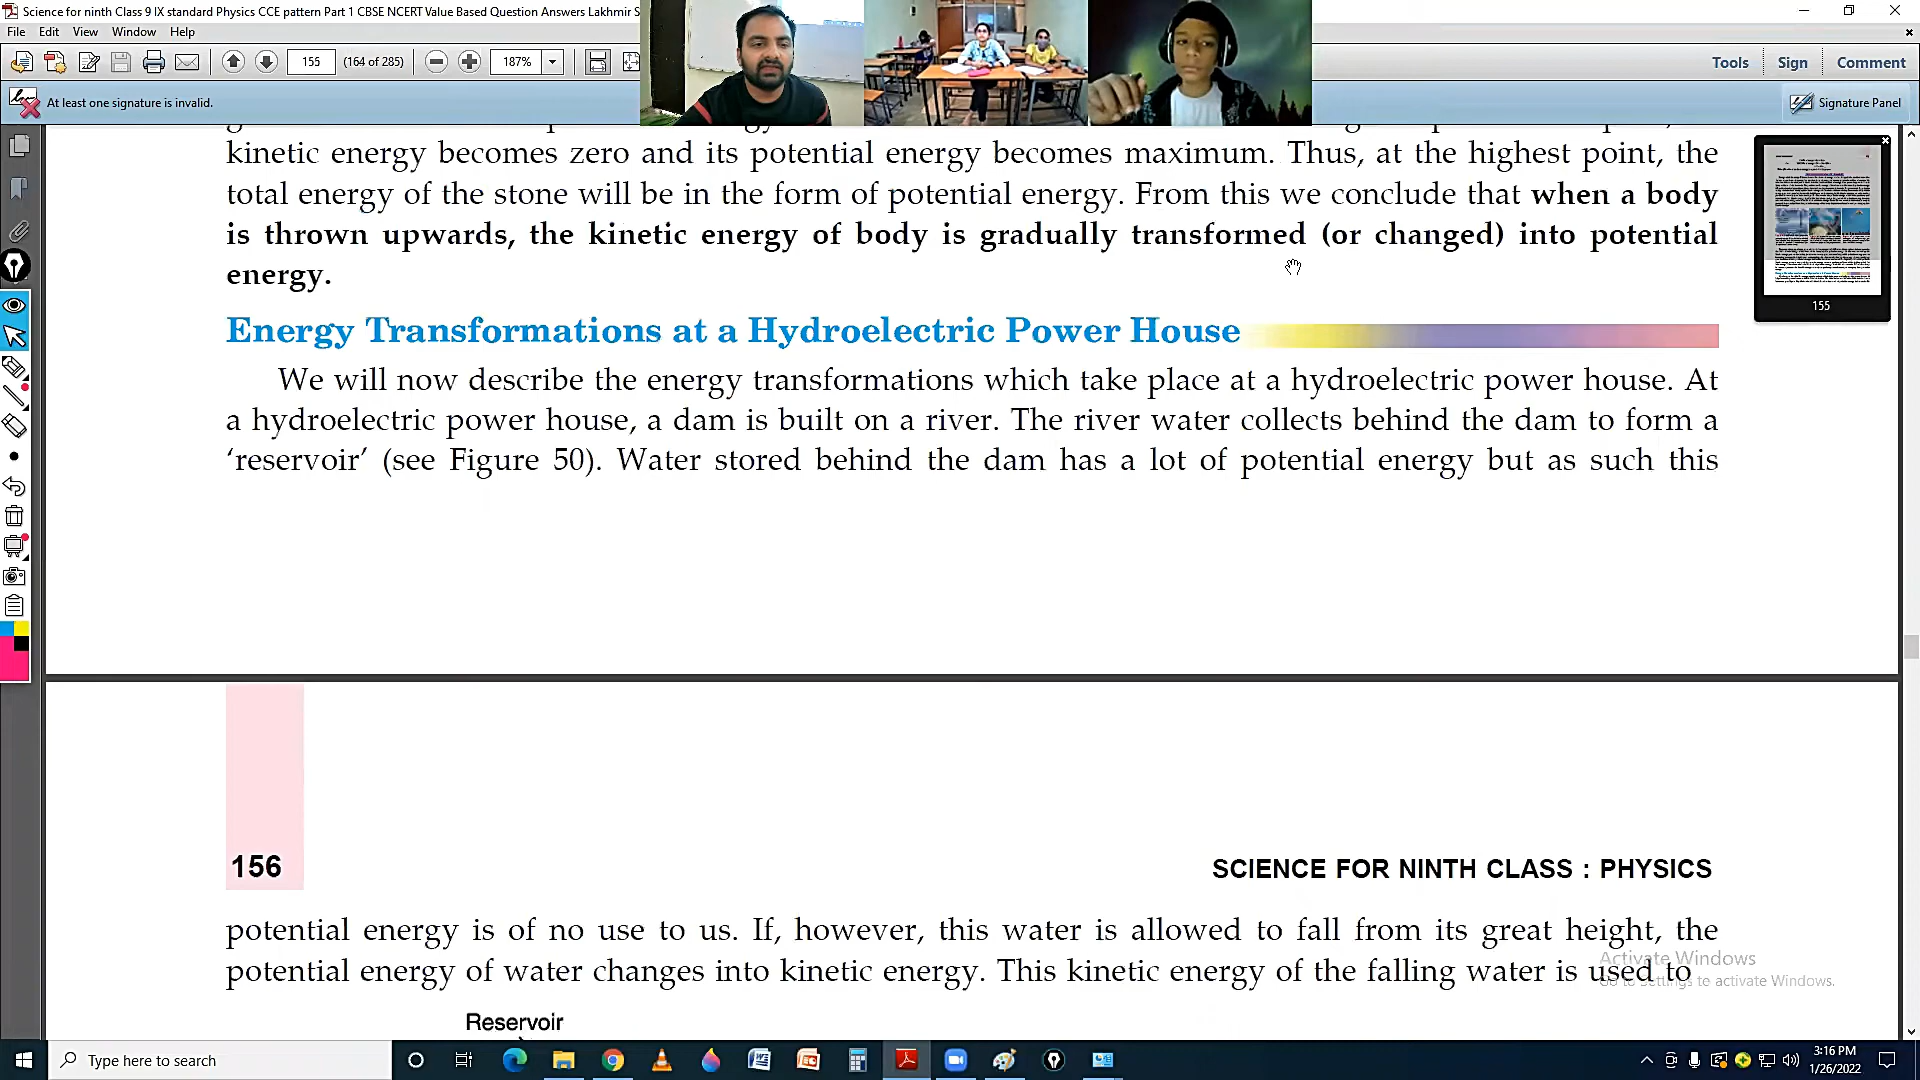 Science for ninth Class 9 IX standard Physics CCE pattern Part 1 CBSE NCERT Value Based Question Answers Lakhmir S
File Edit View Window Help
155 (164 of 285) 187% Tools Sign Comment
At least one signature is invalid. Signature Panel
kinetic energy becomes zero and its potential energy becomes maximum. Thus, at the highest point, the
total energy of the stone will be in the form of potential energy. From this we conclude that when a body
is thrown upwards, the kinetic energy of body is gradually transformed (or changed) into potential
energy.
155
Energy Transformations at a Hydroelectric Power House
We will now describe the energy transformations which take place at a hydroelectric power house. At
a hydroelectric power house, a dam is built on a river. The river water collects behind the dam to form a
‘reservoir’ (see Figure 50). Water stored behind the dam has a lot of potential energy but as such this
156 SCIENCE FOR NINTH CLASS : PHYSICS
potential energy is of no use to us. If, however, this water is allowed to fall from its great height, the
potential energy of water changes into kinetic energy. This kinetic energy of the falling water is used to
Activate Windows
Go to Settings to activate Windows.
Reservoir
Type here to search
3:16 PM
1/26/2022